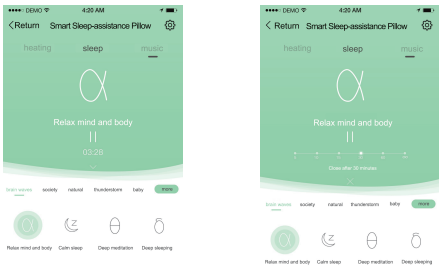 DEMO 4:20 AM
Return Smart Sleep-assistance Pillow
heating sleep music
Relax mind and body
03:26
brain waves society natural thunderstorm baby more
Relax mind and body Calm sleep Deep meditation Deep sleeping
DEMO 4:20 AM
Return Smart Sleep-assistance Pillow
heating sleep music
Relax mind and body
Close after 30 minutes
brain waves society natural thunderstorm baby more
Relax mind and body Calm sleep Deep meditation Deep sleeping